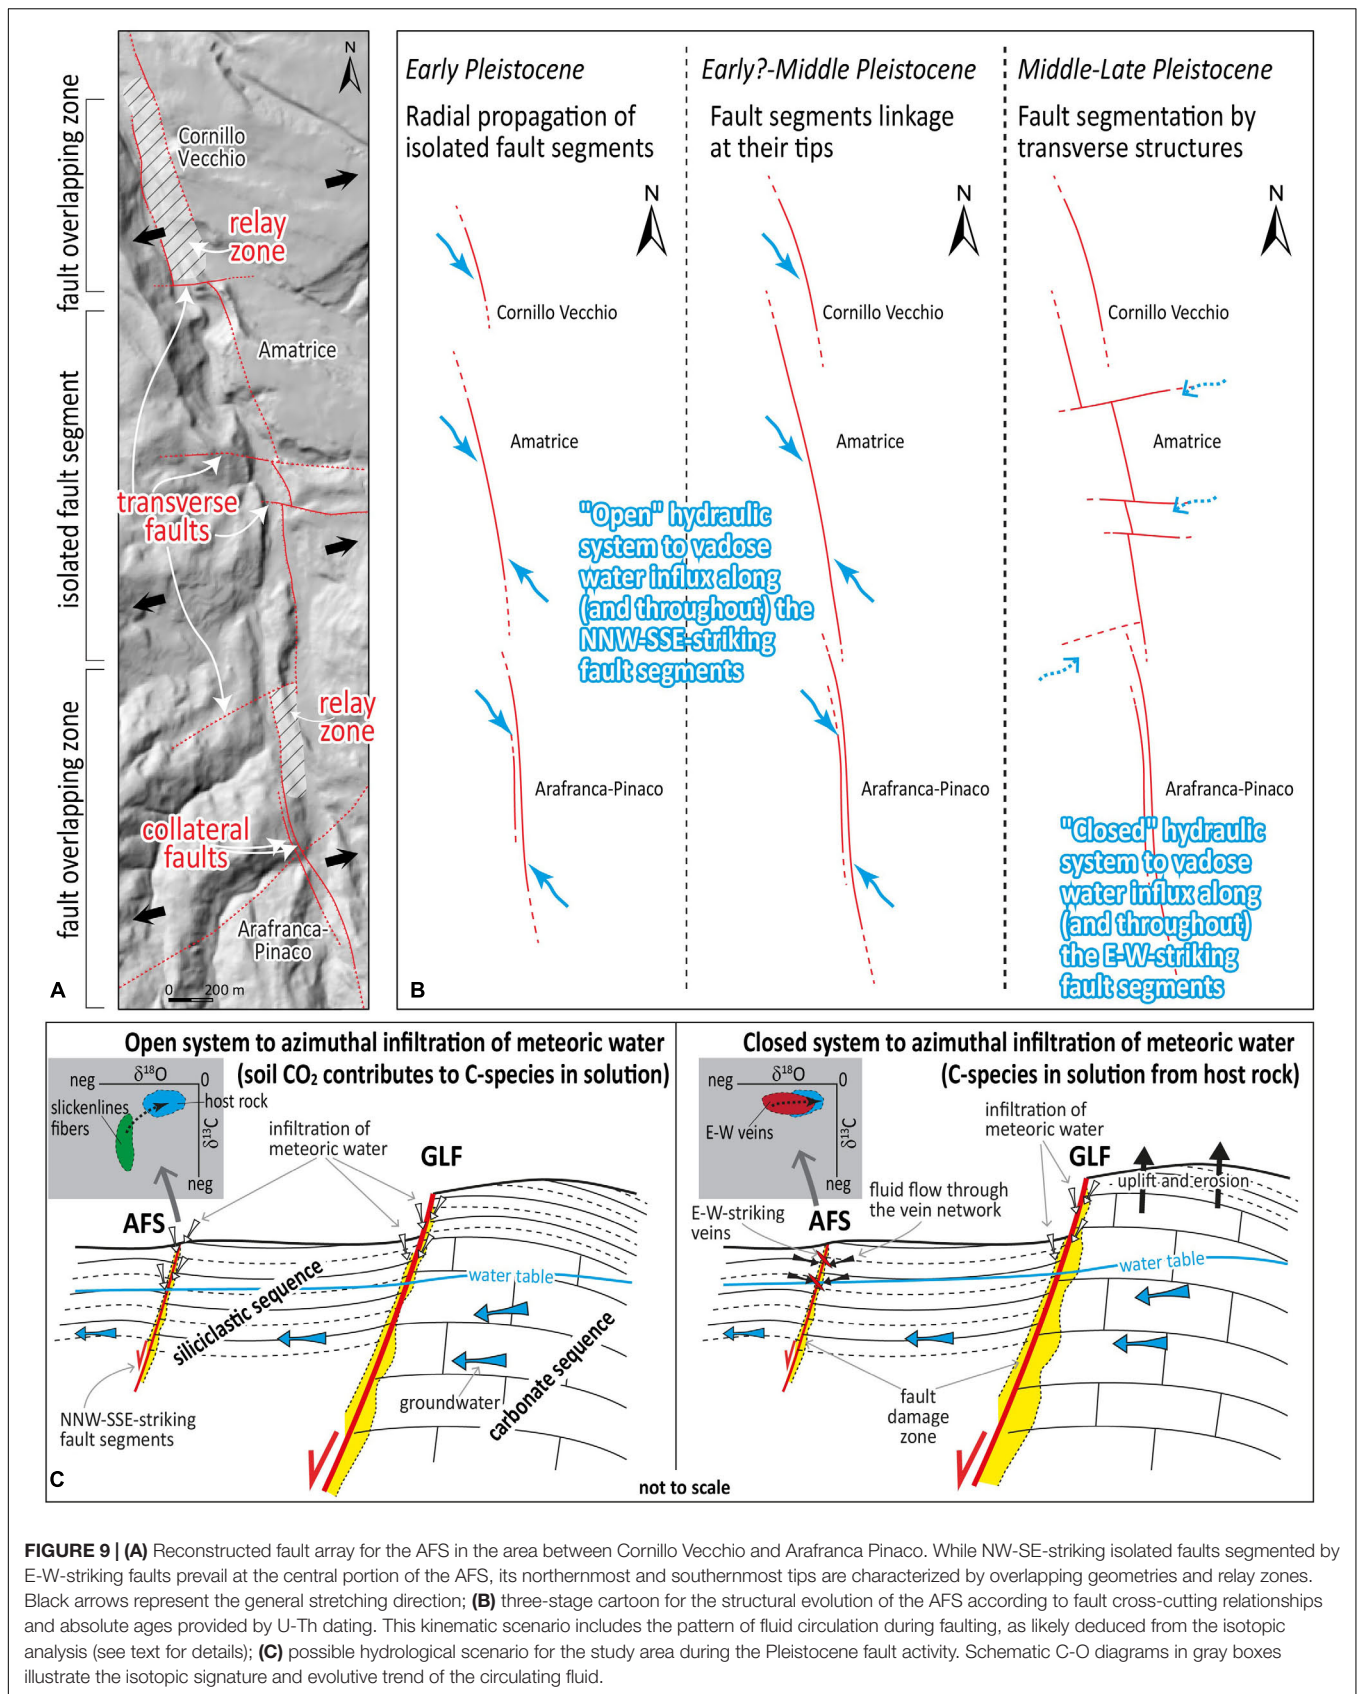 N
fault overlapping zone
Cornillo
Vecchio
relay
zone
Amatrice
isolated fault segment
transverse
faults
relay
zone
fault overlapping zone
collateral
faults
Arafranca-
Pinaco
0 200 m
A
Early Pleistocene
Radial propagation of
isolated fault segments
N
Cornillo Vecchio
Amatrice
Arafranca-Pinaco
"Open" hydraulic
system to vadose
water influx along
(and throughout) the
NNW-SSE-striking
fault segments
Early?-Middle Pleistocene
Fault segments linkage
at their tips
N
Cornillo Vecchio
Amatrice
Arafranca-Pinaco
Middle-Late Pleistocene
Fault segmentation by
transverse structures
N
Cornillo Vecchio
Amatrice
Arafranca-Pinaco
"Closed" hydraulic
system to vadose
water influx along
(and throughout)
the E-W-striking
fault segments
B
Open system to azimuthal infiltration of meteoric water
(soil CO₂ contributes to C-species in solution)
neg δ¹⁸O 0
slickenlines
fibers
host rock
δ¹³C
neg
infiltration of
meteoric water
GLF
AFS
water table
siliciclastic sequence
carbonate sequence
groundwater
NNW-SSE-striking
fault segments
C
Closed system to azimuthal infiltration of meteoric water
(C-species in solution from host rock)
neg δ¹⁸O 0
E-W veins
δ¹³C
neg
infiltration of
meteoric water
GLF
uplift and erosion
fluid flow through
the vein network
E-W-striking
veins
AFS
water table
fault
damage
zone
not to scale
FIGURE 9 | (A) Reconstructed fault array for the AFS in the area between Cornillo Vecchio and Arafranca Pinaco. While NW-SE-striking isolated faults segmented by
E-W-striking faults prevail at the central portion of the AFS, its northernmost and southernmost tips are characterized by overlapping geometries and relay zones.
Black arrows represent the general stretching direction; (B) three-stage cartoon for the structural evolution of the AFS according to fault cross-cutting relationships
and absolute ages provided by U-Th dating. This kinematic scenario includes the pattern of fluid circulation during faulting, as likely deduced from the isotopic
analysis (see text for details); (C) possible hydrological scenario for the study area during the Pleistocene fault activity. Schematic C-O diagrams in gray boxes
illustrate the isotopic signature and evolutive trend of the circulating fluid.